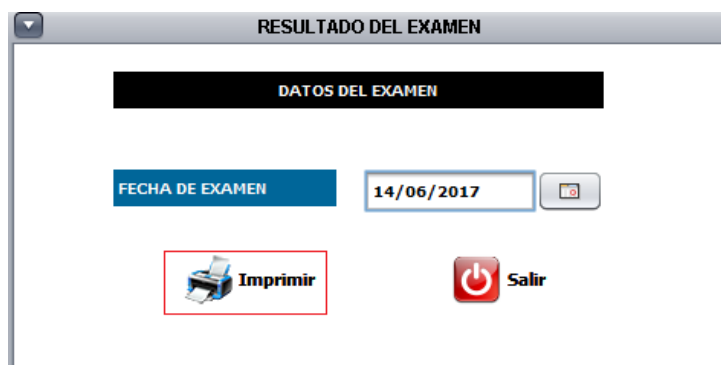 RESULTADO DEL EXAMEN
DATOS DEL EXAMEN
FECHA DE EXAMEN 14/06/2017
Imprimir Salir